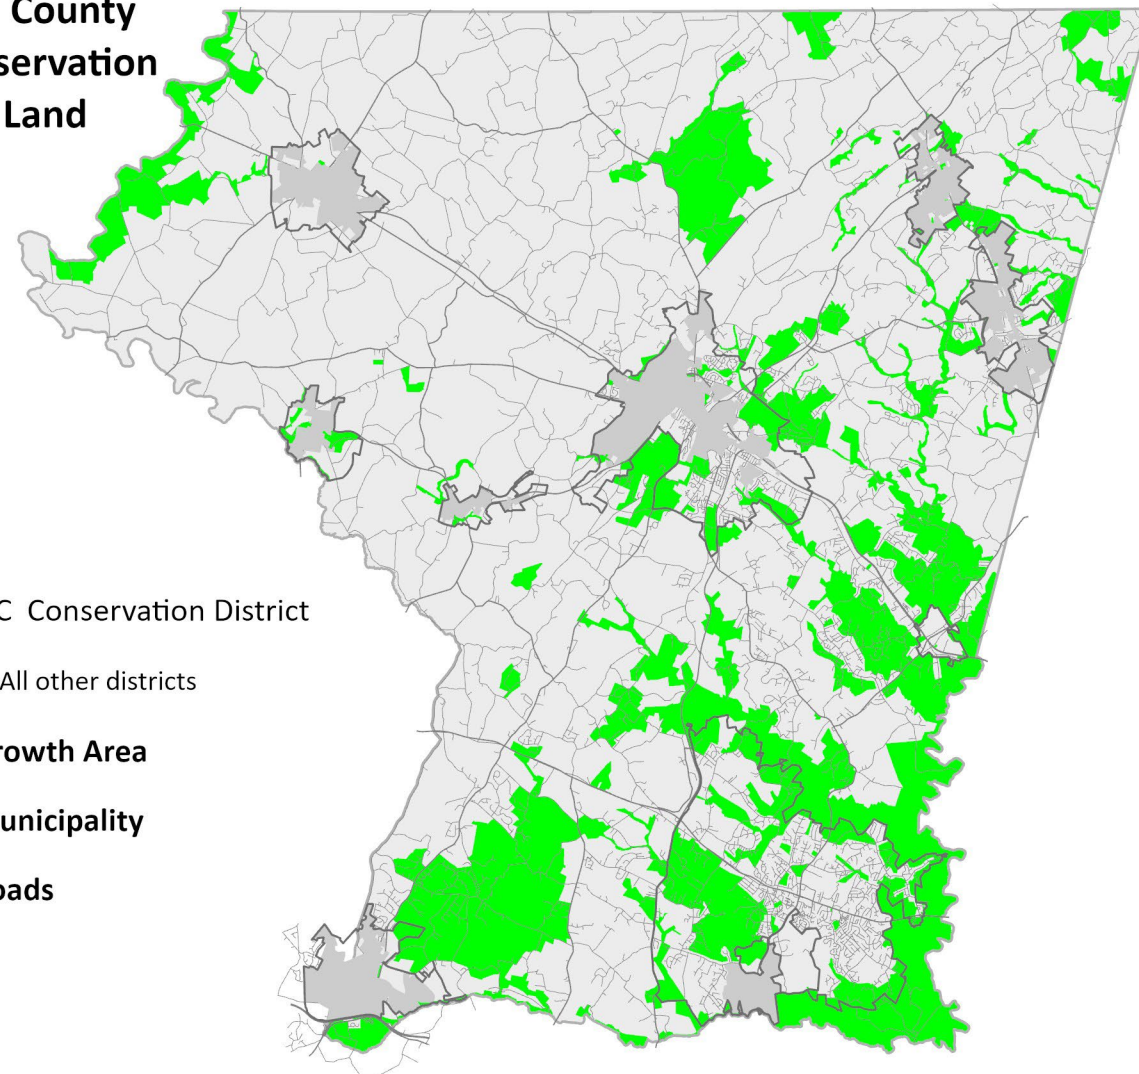 County
servation
Land
C Conservation District
All other districts
rowth Area
unicipality
oads